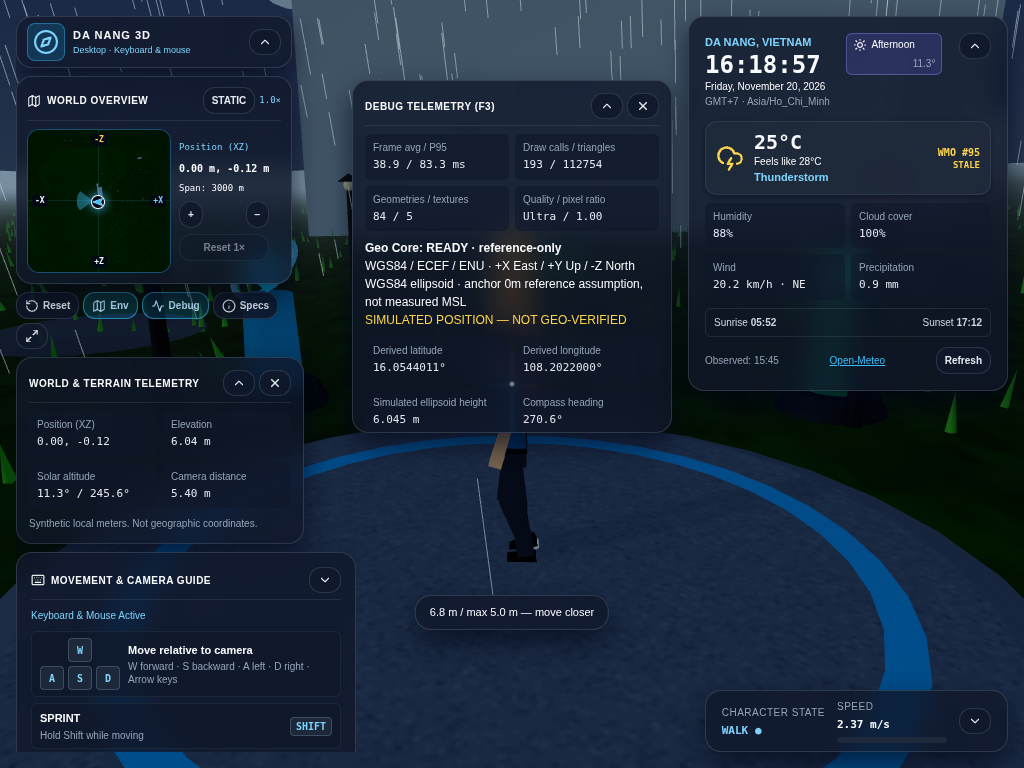 DA NANG 3D
Desktop · Keyboard & mouse
WORLD OVERVIEW
STATIC
1.0×
-Z
-X
+X
+Z
Position (XZ)
0.00 m, -0.12 m
Span: 3000 m
+
−
Reset 1×
Reset
Env
Debug
Specs
WORLD & TERRAIN TELEMETRY
Position (XZ)
0.00, -0.12
Elevation
6.04 m
Solar altitude
11.3° / 245.6°
Camera distance
5.40 m
Synthetic local meters. Not geographic coordinates.
MOVEMENT & CAMERA GUIDE
Keyboard & Mouse Active
W
A S D
Move relative to camera
W forward · S backward · A left · D right ·
Arrow keys
SPRINT
Hold Shift while moving
SHIFT
DEBUG TELEMETRY (F3)
Frame avg / P95
38.9 / 83.3 ms
Draw calls / triangles
193 / 112754
Geometries / textures
84 / 5
Quality / pixel ratio
Ultra / 1.00
Geo Core: READY · reference-only
WGS84 / ECEF / ENU · +X East / +Y Up / -Z North
WGS84 ellipsoid · anchor 0m reference assumption,
not measured MSL
SIMULATED POSITION — NOT GEO-VERIFIED
Derived latitude
16.0544011°
Derived longitude
108.2022000°
Simulated ellipsoid height
6.045 m
Compass heading
270.6°
6.8 m / max 5.0 m — move closer
DA NANG, VIETNAM
16:18:57
Friday, November 20, 2026
GMT+7 · Asia/Ho_Chi_Minh
Afternoon
11.3°
25°C
Feels like 28°C
Thunderstorm
WMO #95
STALE
Humidity
88%
Cloud cover
100%
Wind
20.2 km/h · NE
Precipitation
0.9 mm
Sunrise 05:52
Sunset 17:12
Observed: 15:45
Open-Meteo
Refresh
CHARACTER STATE
WALK ●
SPEED
2.37 m/s